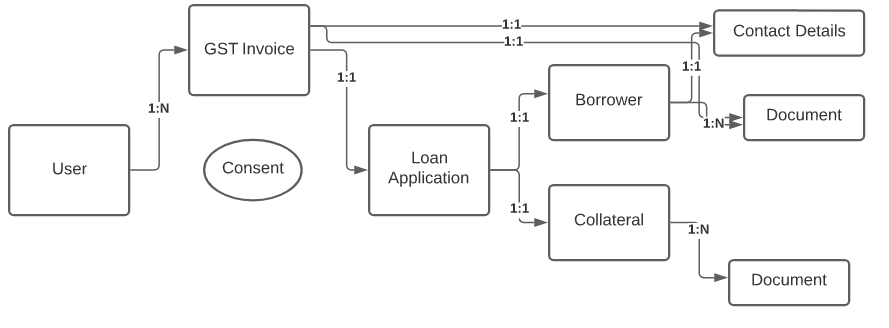 GST Invoice
1:1
1:1
Contact Details
1:1
1:1
1:N
Borrower
1:1
Document
1:N
User
Consent
Loan
Application
1:1
Collateral
1:N
Document